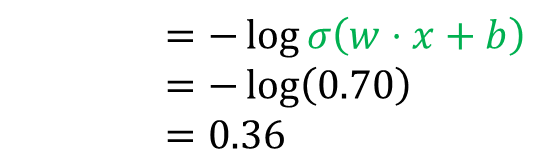 = − log σ(w · x + b)
= − log(0.70)
= 0.36